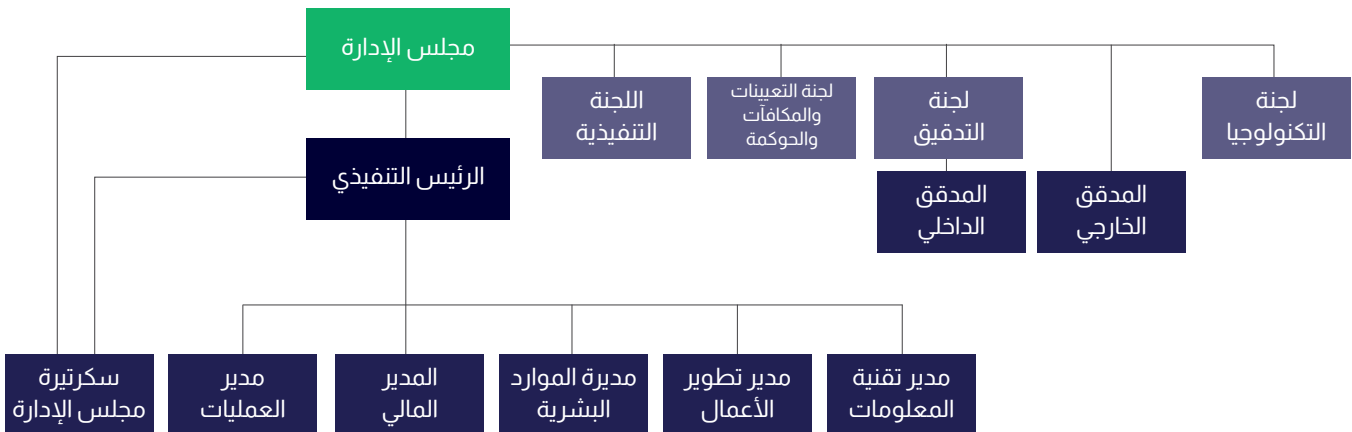 مجلس الإدارة
لجنة
التكنولوجيا
لجنة
التدقيق
لجنة التعيينات
والمكافآت
والحوكمة
اللجنة
التنفيذية
الرئيس التنفيذي
المدقق
الخارجي
المدقق
الداخلي
مدير تقنية
المعلومات
مدير تطوير
الأعمال
مديرة الموارد
البشرية
المدير
المالي
مدير
العمليات
سكرتيرة
مجلس الإدارة